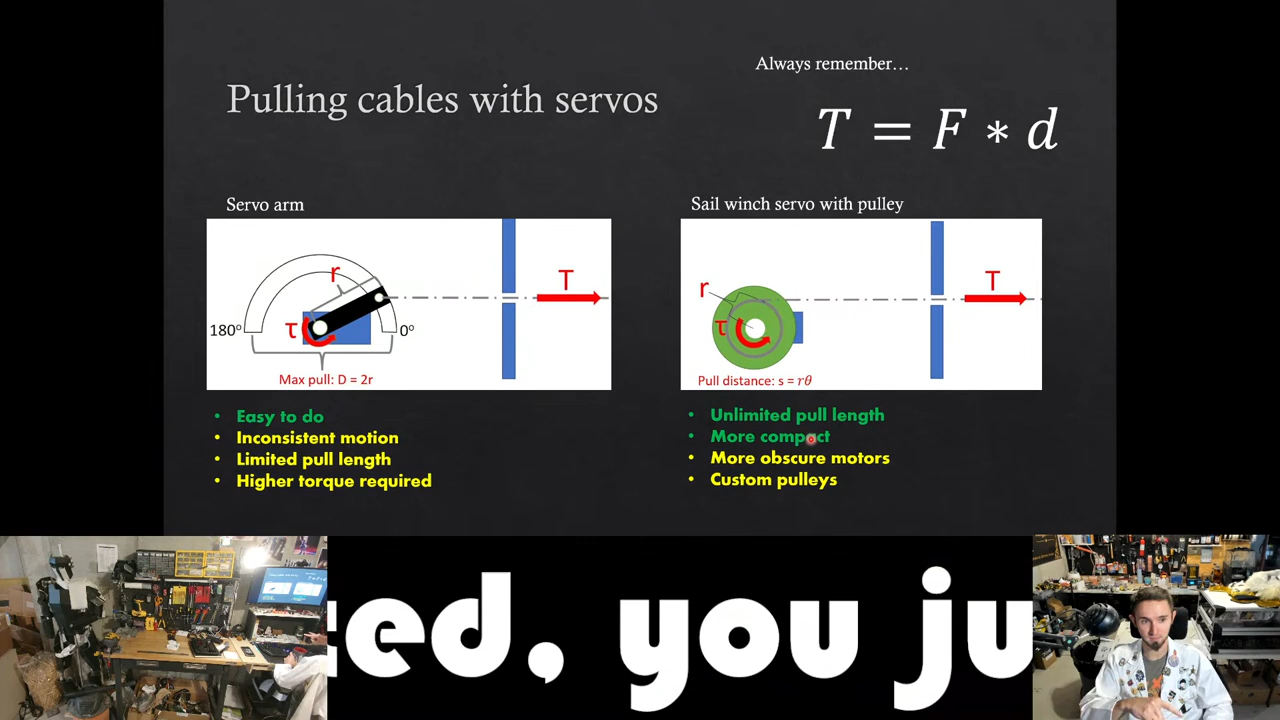 Always remember…
Pulling cables with servos
T = F * d
Servo arm
r
T
180°
τ
0°
Max pull: D = 2r
• Easy to do
• Inconsistent motion
• Limited pull length
• Higher torque required
Sail winch servo with pulley
r
T
τ
Pull distance: s = rθ
• Unlimited pull length
• More compact
• More obscure motors
• Custom pulleys
ted, you ju